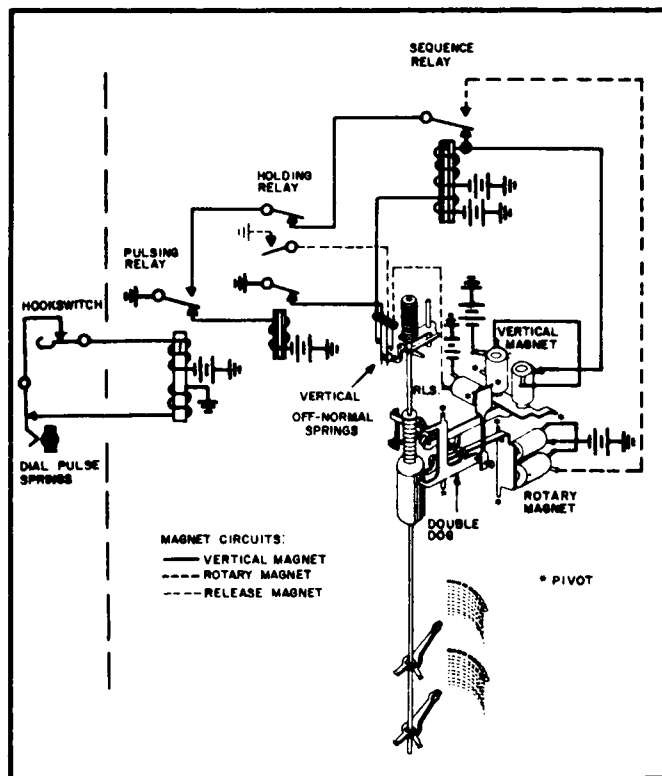 SEQUENCE
RELAY
HOLDING
RELAY
PULSING
RELAY
HOOKSWITCH
DIAL PULSE
SPRINGS
VERTICAL
OFF-NORMAL
SPRINGS
RLS.
VERTICAL
MAGNET
ROTARY
MAGNET
DOUBLE
DOG
MAGNET CIRCUITS:
VERTICAL MAGNET
ROTARY MAGNET
RELEASE MAGNET
* PIVOT